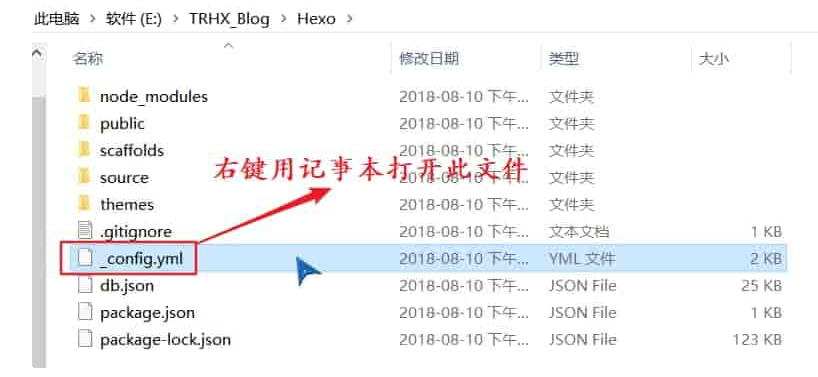 此电脑 > 软件 (E:) > TRHX_Blog > Hexo >
名称 修改日期 类型 大小
node_modules 2018-08-10 下午... 文件夹
public 2018-08-10 下午... 文件夹
scaffolds 2018-08-10 下午... 文件夹
右键用记事本打开此文件
source 2018-08-10 下午... 文件夹
themes 2018-08-10 下午... 文件夹
.gitignore 2018-08-10 下午... 文本文档 1 KB
_config.yml 2018-08-10 下午... YML 文件 2 KB
db.json 2018-08-10 下午... JSON File 25 KB
package.json 2018-08-10 下午... JSON File 1 KB
package-lock.json 2018-08-10 下午... JSON File 123 KB